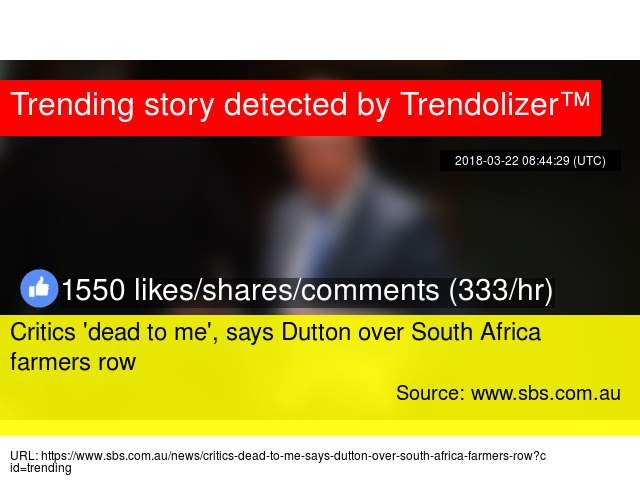 Trending story detected by Trendolizer™
2018-03-22 08:44:29 (UTC)
1550 likes/shares/comments (333/hr)
Critics 'dead to me', says Dutton over South Africa
farmers row
Source: www.sbs.com.au
URL: https://www.sbs.com.au/news/critics-dead-to-me-says-dutton-over-south-africa-farmers-row?c
id=trending